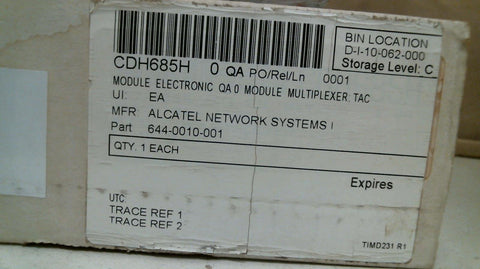 CDH685H 0 QA PO/Rel/Ln 0001
BIN LOCATION
D-I-10-062-000
Storage Level: C
MODULE ELECTRONIC QA 0 MODULE MULTIPLEXER, TAC
UI: EA
MFR ALCATEL NETWORK SYSTEMS I
Part 644-0010-001
QTY. 1 EACH
Expires
UTC
TRACE REF 1
TRACE REF 2
TIMD231 R1